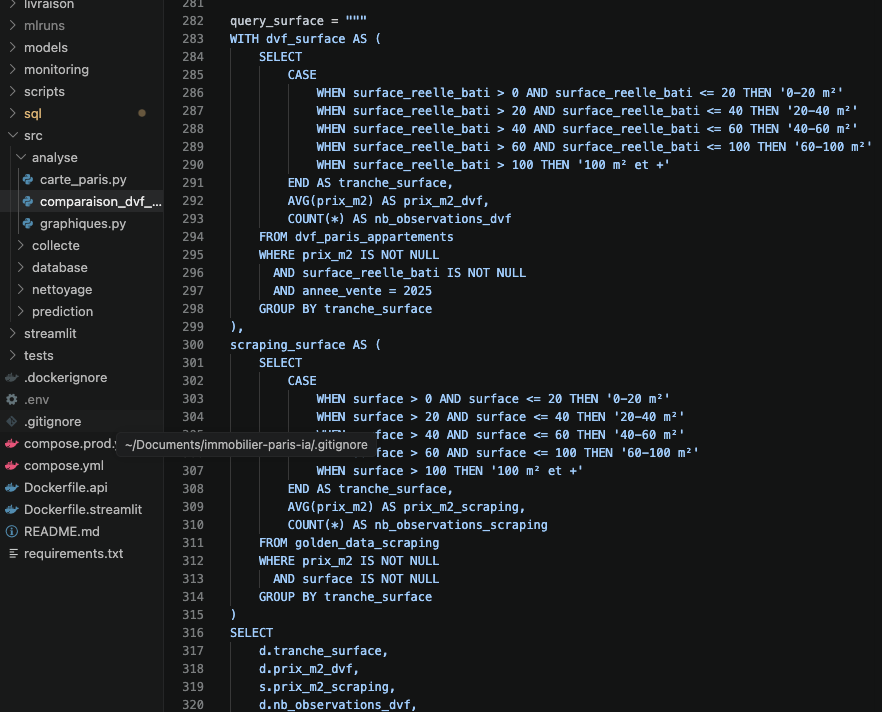 livraison
mlruns
models
monitoring
scripts
sql
src
analyse
carte_paris.py
comparaison_dvf_...
graphiques.py
collecte
database
nettoyage
prediction
streamlit
tests
.dockerignore
.env
.gitignore
compose.prod.y
compose.yml
Dockerfile.api
Dockerfile.streamlit
README.md
requirements.txt
~/Documents/immobilier-paris-ia/.gitignore
281
282 query_surface = """
283 WITH dvf_surface AS (
284     SELECT
285         CASE
286             WHEN surface_reelle_bati > 0 AND surface_reelle_bati <= 20 THEN '0-20 m²'
287             WHEN surface_reelle_bati > 20 AND surface_reelle_bati <= 40 THEN '20-40 m²'
288             WHEN surface_reelle_bati > 40 AND surface_reelle_bati <= 60 THEN '40-60 m²'
289             WHEN surface_reelle_bati > 60 AND surface_reelle_bati <= 100 THEN '60-100 m²'
290             WHEN surface_reelle_bati > 100 THEN '100 m² et +'
291         END AS tranche_surface,
292         AVG(prix_m2) AS prix_m2_dvf,
293         COUNT(*) AS nb_observations_dvf
294     FROM dvf_paris_appartements
295     WHERE prix_m2 IS NOT NULL
296       AND surface_reelle_bati IS NOT NULL
297       AND annee_vente = 2025
298     GROUP BY tranche_surface
299 ),
300 scraping_surface AS (
301     SELECT
302         CASE
303             WHEN surface > 0 AND surface <= 20 THEN '0-20 m²'
304             WHEN surface > 20 AND surface <= 40 THEN '20-40 m²'
face > 40 AND surface <= 60 THEN '40-60 m²'
face > 60 AND surface <= 100 THEN '60-100 m²'
307             WHEN surface > 100 THEN '100 m² et +'
308         END AS tranche_surface,
309         AVG(prix_m2) AS prix_m2_scraping,
310         COUNT(*) AS nb_observations_scraping
311     FROM golden_data_scraping
312     WHERE prix_m2 IS NOT NULL
313       AND surface IS NOT NULL
314     GROUP BY tranche_surface
315 )
316 SELECT
317     d.tranche_surface,
318     d.prix_m2_dvf,
319     s.prix_m2_scraping,
320     d.nb_observations_dvf,